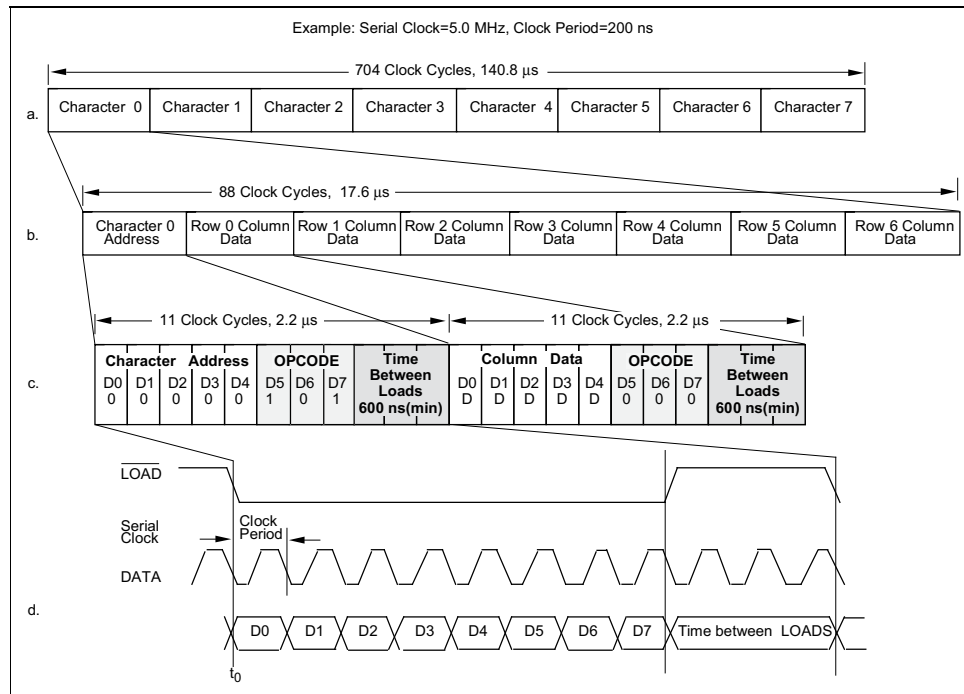 Example: Serial Clock=5.0 MHz, Clock Period=200 ns
704 Clock Cycles, 140.8 μs
a.
Character 0 Character 1 Character 2 Character 3 Character 4 Character 5 Character 6 Character 7
88 Clock Cycles, 17.6 μs
b.
Character 0 Address
Row 0 Column Data
Row 1 Column Data
Row 2 Column Data
Row 3 Column Data
Row 4 Column Data
Row 5 Column Data
Row 6 Column Data
11 Clock Cycles, 2.2 μs
11 Clock Cycles, 2.2 μs
c.
Character Address
D0 D1 D2 D3 D4
0 0 0 0 0
OPCODE
D5 D6 D7
1 0 1
Time
Between
Loads
600 ns(min)
Column Data
D0 D1 D2 D3 D4
D D D D D
OPCODE
D5 D6 D7
0 0 0
Time
Between
Loads
600 ns(min)
LOAD
Serial
Clock
Clock
Period
DATA
d.
D0 D1 D2 D3 D4 D5 D6 D7 Time between LOADS
t0